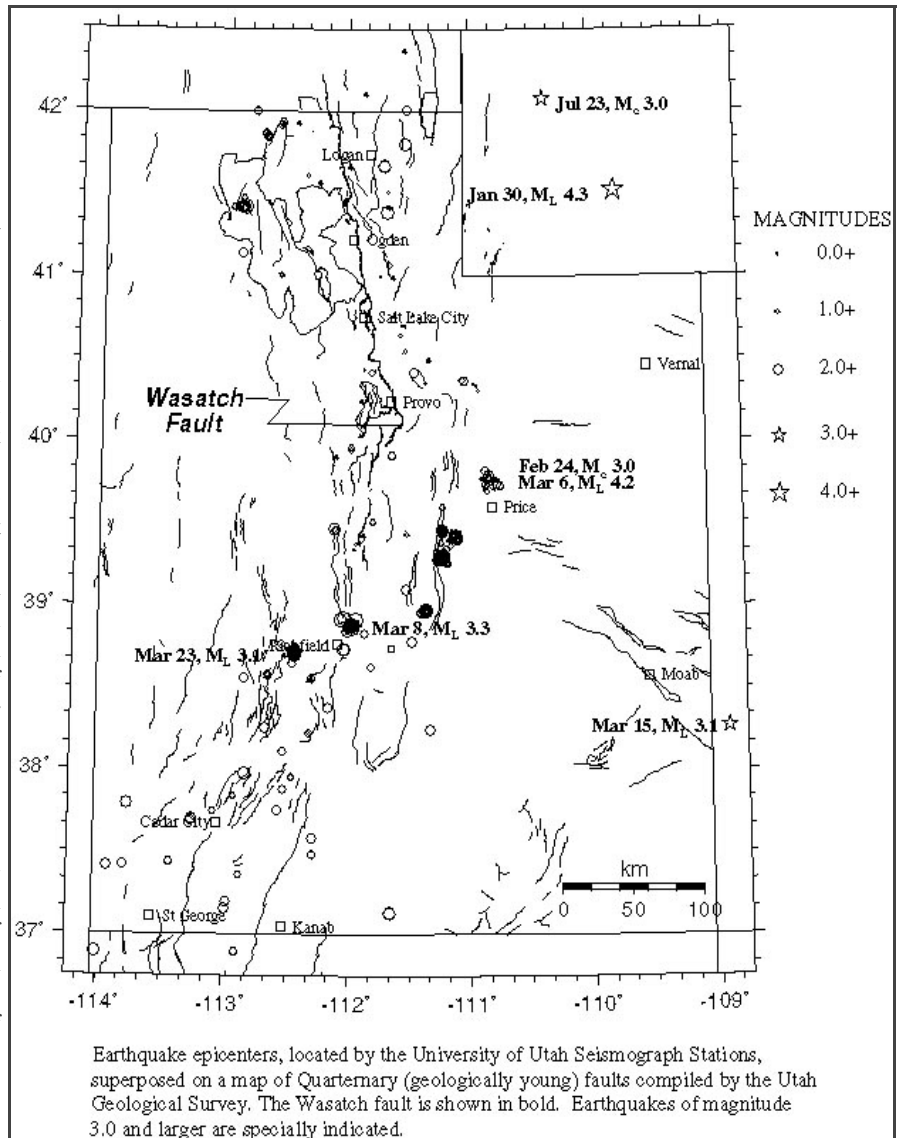 42°
Jul 23, Mc 3.0
Logan
Jan 30, ML 4.3
MAGNITUDES
0.0+
1.0+
2.0+
3.0+
4.0+
Ogden
41°
Salt Lake City
Vernal
Wasatch
Fault
Provo
40°
Feb 24, Mc 3.0
Mar 6, ML 4.2
Price
39°
Mar 8, ML 3.3
Richfield
Mar 23, ML 3.1
Moab
Mar 15, ML 3.1
38°
Cedar City
km
0 50 100
St George
Kanab
37°
-114° -113° -112° -111° -110° -109°
Earthquake epicenters, located by the University of Utah Seismograph Stations,
superposed on a map of Quarternary (geologically young) faults compiled by the Utah
Geological Survey. The Wasatch fault is shown in bold. Earthquakes of magnitude
3.0 and larger are specially indicated.